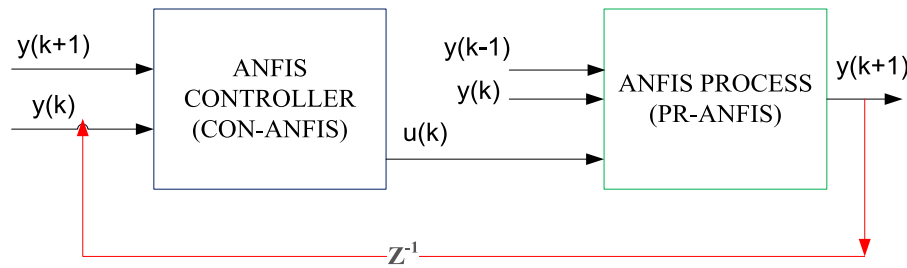 y(k+1)
y(k)
ANFIS
CONTROLLER
(CON-ANFIS)
u(k)
y(k-1)
y(k)
ANFIS PROCESS
(PR-ANFIS)
y(k+1)
Z⁻¹